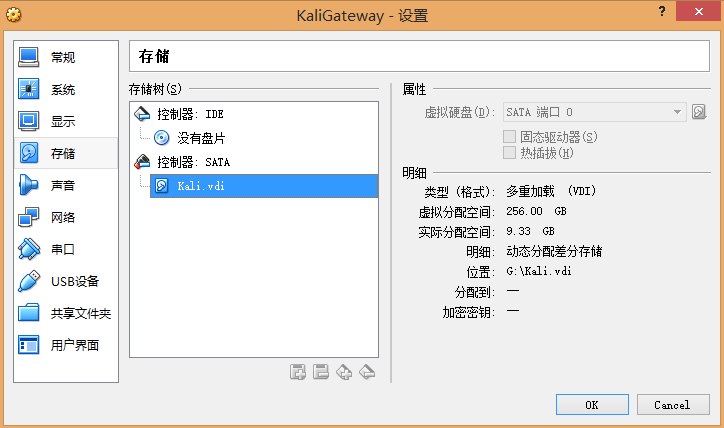 KaliGateway - 设置
?
常规
系统
显示
存储
声音
网络
串口
USB设备
共享文件夹
用户界面
存储
存储树(S)
控制器: IDE
没有盘片
控制器: SATA
Kali.vdi
属性
虚拟硬盘(D): SATA 端口 0
固态驱动器(S)
热插拔(H)
明细
类型 (格式): 多重加载 (VDI)
虚拟分配空间: 256.00 GB
实际分配空间: 9.33 GB
明细: 动态分配差分存储
位置: G:\Kali.vdi
分配到: —
加密密钥: —
OK
Cancel